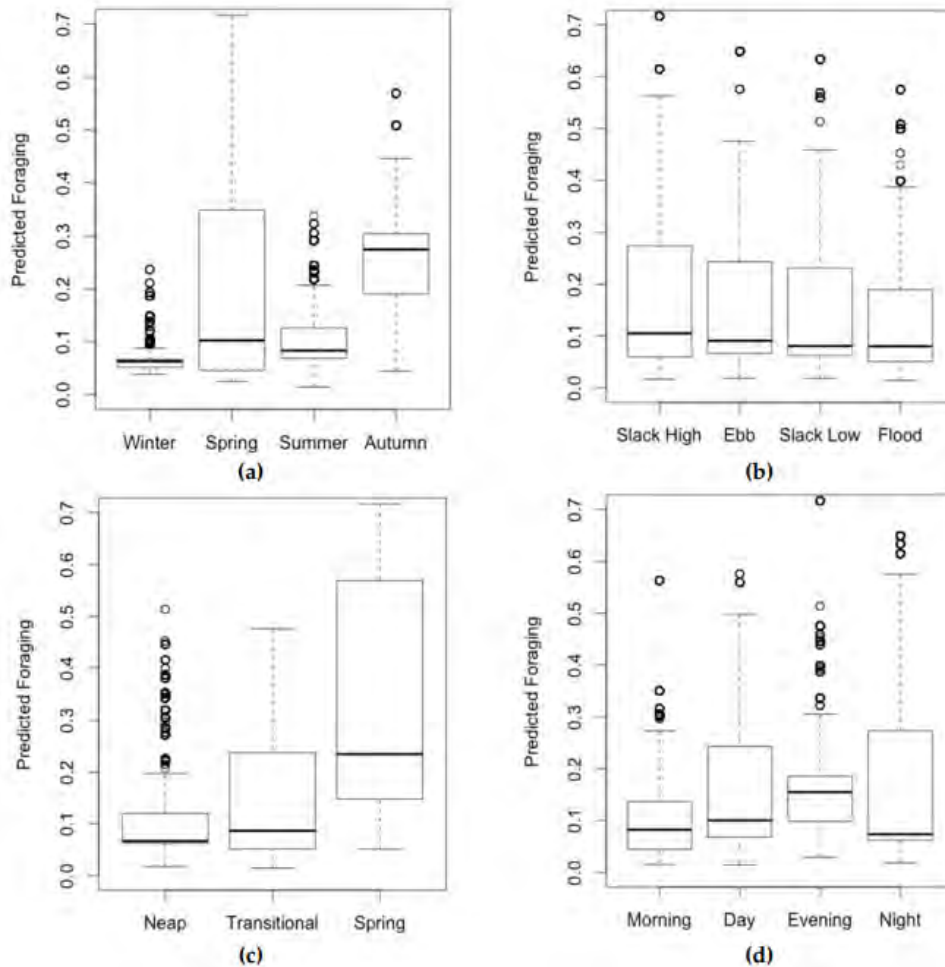 Predicted Foraging
0.7
0.6
0.5
0.4
0.3
0.2
0.1
0.0
Winter Spring Summer Autumn
(a)
Predicted Foraging
0.7
0.6
0.5
0.4
0.3
0.2
0.1
0.0
Slack High Ebb Slack Low Flood
(b)
Predicted Foraging
0.7
0.6
0.5
0.4
0.3
0.2
0.1
0.0
Neap Transitional Spring
(c)
Predicted Foraging
0.7
0.6
0.5
0.4
0.3
0.2
0.1
0.0
Morning Day Evening Night
(d)